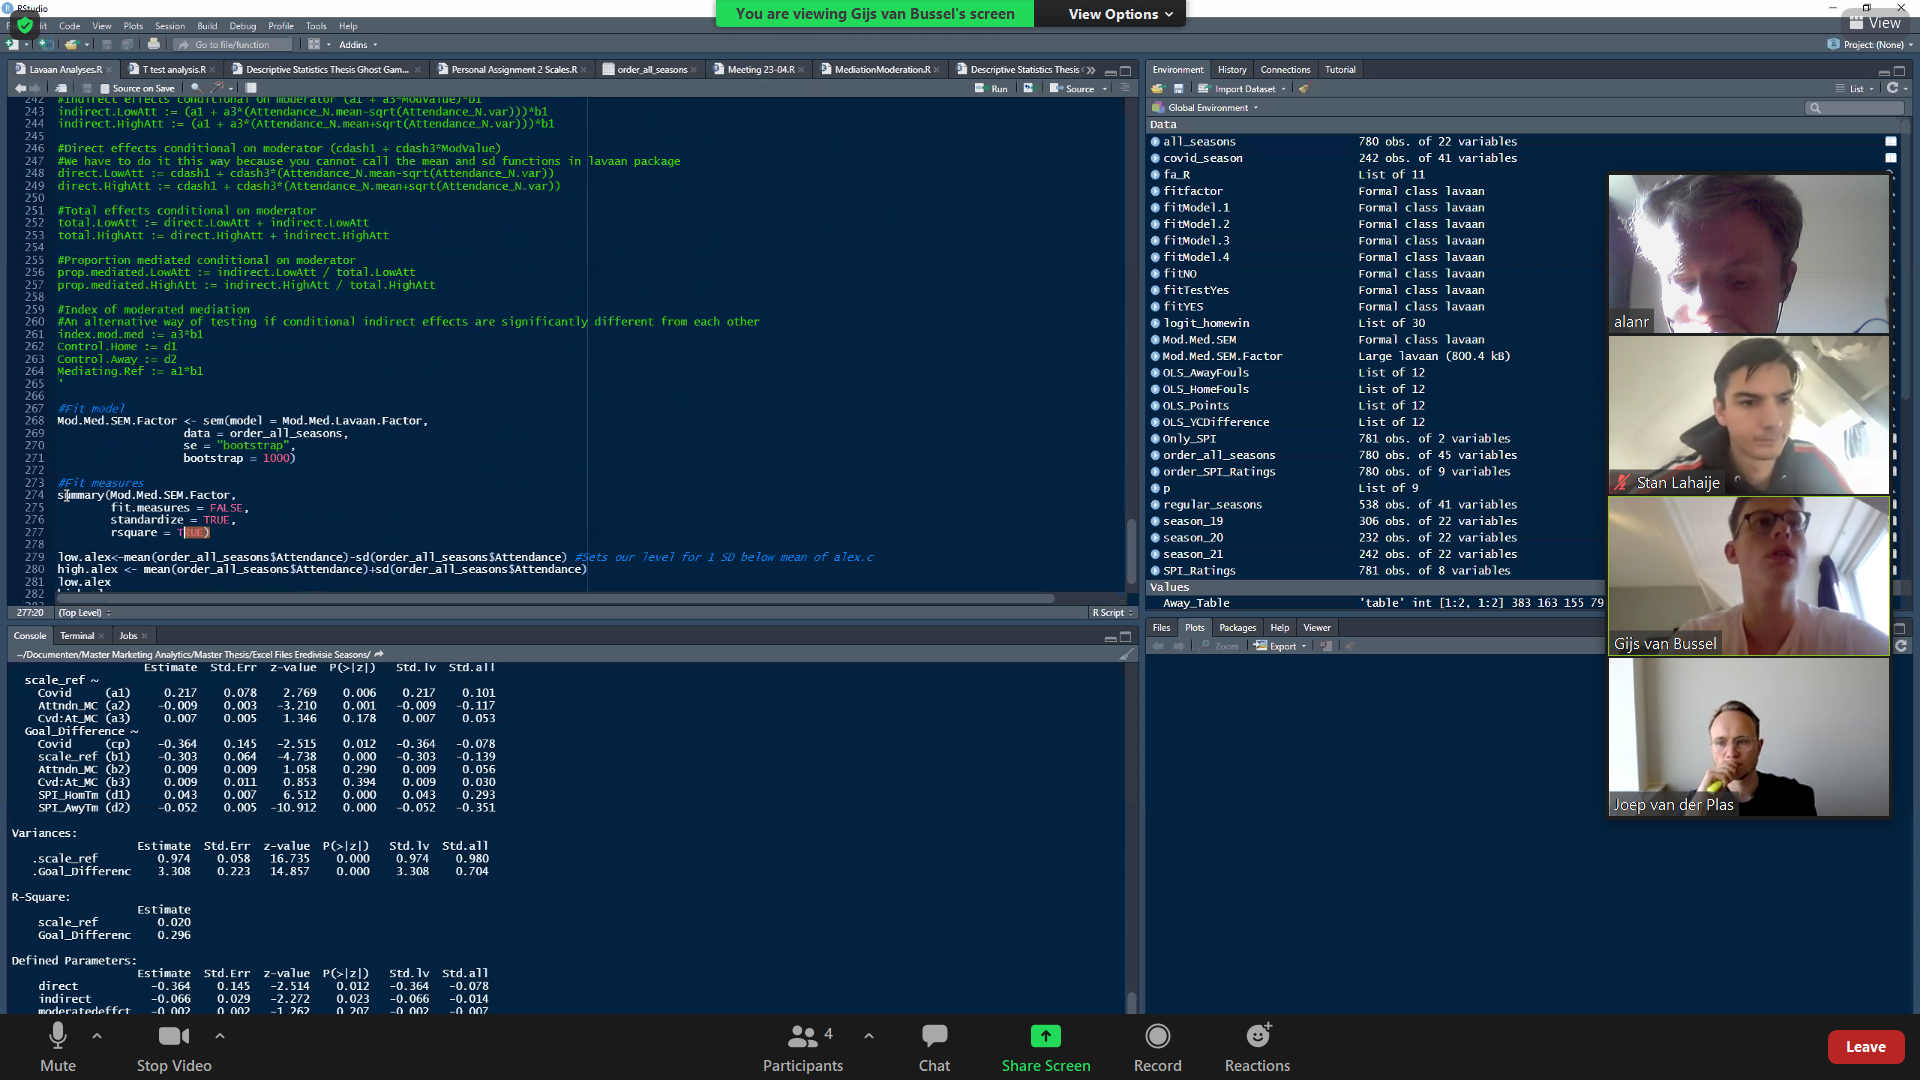 RStudio
You are viewing Gijs van Bussel's screen
View Options
View
Code View Plots Session Build Debug Profile Tools Help
Go to file/function
Addins
Project: (None)
Lavaan Analyses.R
T test analysis.R
Descriptive Statistics Thesis Ghost Gam...
Personal Assignment 2 Scales.R
order_all_seasons
Meeting 23-04.R
MediationModeration.R
Descriptive Statistics Thesis
Source on Save
Run
Source
242 #Indirect effects conditional on moderator (a1 + a3*ModValue)*b1
243 indirect.LowAtt := (a1 + a3*(Attendance_N.mean-sqrt(Attendance_N.var)))*b1
244 indirect.HighAtt := (a1 + a3*(Attendance_N.mean+sqrt(Attendance_N.var)))*b1
245
246 #Direct effects conditional on moderator (cdash1 + cdash3*ModValue)
247 #We have to do it this way because you cannot call the mean and sd functions in lavaan package
248 direct.LowAtt := cdash1 + cdash3*(Attendance_N.mean-sqrt(Attendance_N.var))
249 direct.HighAtt := cdash1 + cdash3*(Attendance_N.mean+sqrt(Attendance_N.var))
250
251 #Total effects conditional on moderator
252 total.LowAtt := direct.LowAtt + indirect.LowAtt
253 total.HighAtt := direct.HighAtt + indirect.HighAtt
254
255 #Proportion mediated conditional on moderator
256 prop.mediated.LowAtt := indirect.LowAtt / total.LowAtt
257 prop.mediated.HighAtt := indirect.HighAtt / total.HighAtt
258
259 #Index of moderated mediation
260 #An alternative way of testing if conditional indirect effects are significantly different from each other
261 index.mod.med := a3*b1
262 Control.Home := d1
263 Control.Away := d2
264 Mediating.Ref := a1*b1
265 '
266
267 #Fit model
268 Mod.Med.SEM.Factor <- sem(model = Mod.Med.Lavaan.Factor,
269 data = order_all_seasons,
270 se = "bootstrap",
271 bootstrap = 1000)
272
273 #Fit measures
274 summary(Mod.Med.SEM.Factor,
275 fit.measures = FALSE,
276 standardize = TRUE,
277 rsquare = TRUE)
278
279 low.alex<-mean(order_all_seasons$Attendance)-sd(order_all_seasons$Attendance) #Sets our level for 1 SD below mean of alex.c
280 high.alex <- mean(order_all_seasons$Attendance)+sd(order_all_seasons$Attendance)
281 low.alex
282
277:20 (Top Level)
R Script
Console Terminal Jobs
~/Documenten/Master Marketing Analytics/Master Thesis/Excel Files Eredivisie Seasons/
Estimate Std.Err z-value P(>|z|) Std.lv Std.all
scale_ref ~
Covid (a1) 0.217 0.078 2.769 0.006 0.217 0.101
Attndn_MC (a2) -0.009 0.003 -3.210 0.001 -0.009 -0.117
Cvd:At_MC (a3) 0.007 0.005 1.346 0.178 0.007 0.053
Goal_Difference ~
Covid (cp) -0.364 0.145 -2.515 0.012 -0.364 -0.078
scale_ref (b1) -0.303 0.064 -4.738 0.000 -0.303 -0.139
Attndn_MC (b2) 0.009 0.009 1.058 0.290 0.009 0.056
Cvd:At_MC (b3) 0.009 0.011 0.853 0.394 0.009 0.030
SPI_HomTm (d1) 0.043 0.007 6.512 0.000 0.043 0.293
SPI_AwyTm (d2) -0.052 0.005 -10.912 0.000 -0.052 -0.351
Variances:
Estimate Std.Err z-value P(>|z|) Std.lv Std.all
.scale_ref 0.974 0.058 16.735 0.000 0.974 0.980
.Goal_Differenc 3.308 0.223 14.857 0.000 3.308 0.704
R-Square:
Estimate
scale_ref 0.020
Goal_Differenc 0.296
Defined Parameters:
Estimate Std.Err z-value P(>|z|) Std.lv Std.all
direct -0.364 0.145 -2.514 0.012 -0.364 -0.078
indirect -0.066 0.029 -2.272 0.023 -0.066 -0.014
moderatedeffct -0.002 0.002 -1.262 0.207 -0.002 -0.007
Environment History Connections Tutorial
Import Dataset
List
Global Environment
Data
all_seasons 780 obs. of 22 variables
covid_season 242 obs. of 41 variables
fa_R List of 11
fitfactor Formal class lavaan
fitModel.1 Formal class lavaan
fitModel.2 Formal class lavaan
fitModel.3 Formal class lavaan
fitModel.4 Formal class lavaan
fitNO Formal class lavaan
fitTestYes Formal class lavaan
fitYES Formal class lavaan
logit_homewin List of 30
Mod.Med.SEM Formal class lavaan
Mod.Med.SEM.Factor Large lavaan (800.4 kB)
OLS_AwayFouls List of 12
OLS_HomeFouls List of 12
OLS_Points List of 12
OLS_YCDifference List of 12
Only_SPI 781 obs. of 2 variables
order_all_seasons 780 obs. of 45 variables
order_SPI_Ratings 780 obs. of 9 variables
p List of 9
regular_seasons 538 obs. of 41 variables
season_19 306 obs. of 22 variables
season_20 232 obs. of 22 variables
season_21 242 obs. of 22 variables
SPI_Ratings 781 obs. of 8 variables
Values
Away_Table 'table' int [1:2, 1:2] 383 163 155 79
Files Plots Packages Help Viewer
Zoom Export
alanr
Stan Lahaije
Gijs van Bussel
Joep van der Plas
Mute
Stop Video
Participants 4
Chat
Share Screen
Record
Reactions
Leave